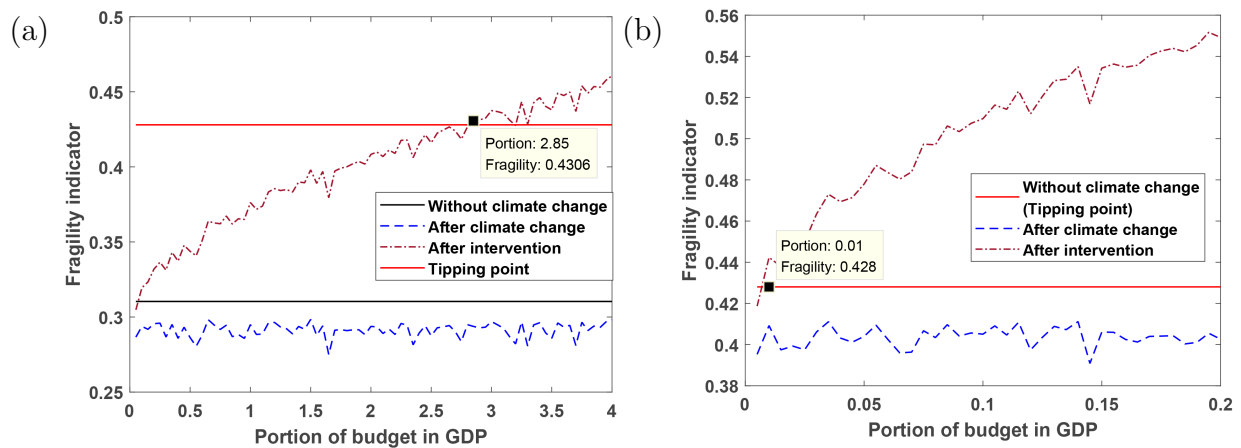 (a)
Fragility indicator
0.5
0.45
0.4
0.35
0.3
0.25
Portion: 2.85
Fragility: 0.4306
Without climate change
After climate change
After intervention
Tipping point
0 0.5 1 1.5 2 2.5 3 3.5 4
Portion of budget in GDP
(b)
Fragility indicator
0.56
0.54
0.52
0.5
0.48
0.46
0.44
0.42
0.4
0.38
Without climate change
(Tipping point)
After climate change
After intervention
Portion: 0.01
Fragility: 0.428
0 0.05 0.1 0.15 0.2
Portion of budget in GDP